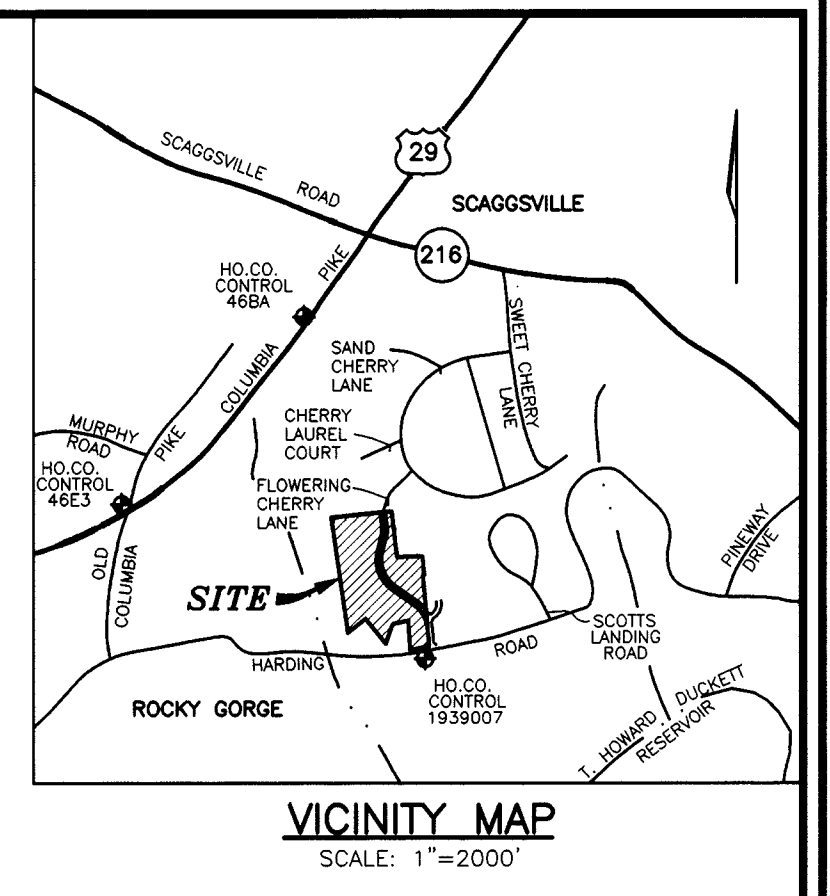 29
SCAGGSVILLE ROAD
SCAGGSVILLE
216
HO.CO.
CONTROL
46BA
COLUMBIA PIKE
SWEET CHERRY
LANE
SAND
CHERRY
LANE
CHERRY
LAUREL
COURT
MURPHY
ROAD
PIKE
HO.CO.
CONTROL
46E3
FLOWERING
CHERRY
LANE
OLD
COLUMBIA
PINEWAY
DRIVE
SITE
SCOTTS
LANDING
ROAD
HARDING ROAD
HO.CO.
CONTROL
1939007
ROCKY GORGE
T. HOWARD DUCKETT
RESERVOIR
VICINITY MAP
SCALE: 1"=2000'